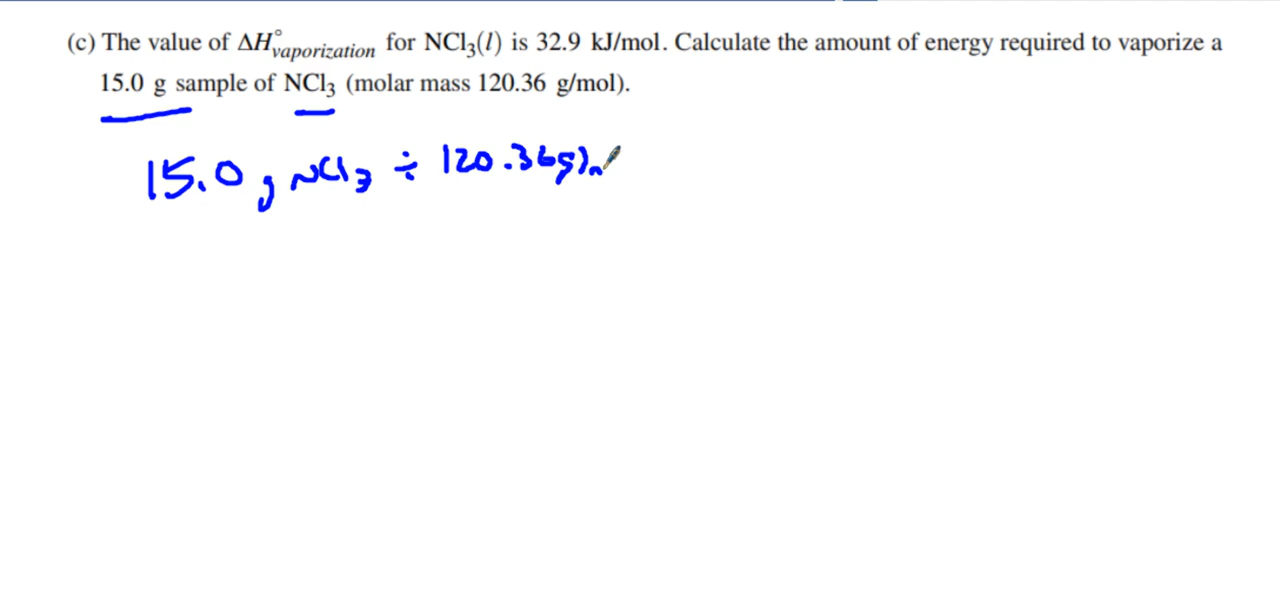 (c) The value of ΔH°vaporization for NCl₃(l) is 32.9 kJ/mol. Calculate the amount of energy required to vaporize a
15.0 g sample of NCl₃ (molar mass 120.36 g/mol).
15.0 g NCl₃ ÷ 120.36g/